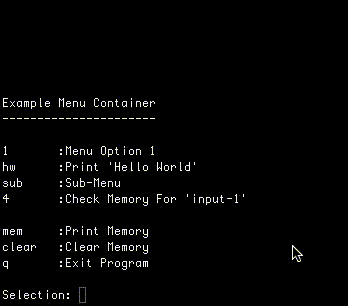 Example Menu Container
----------------------
1 :Menu Option 1
hw :Print 'Hello World'
sub :Sub-Menu
4 :Check Memory For 'input-1'
mem :Print Memory
clear :Clear Memory
q :Exit Program
Selection: